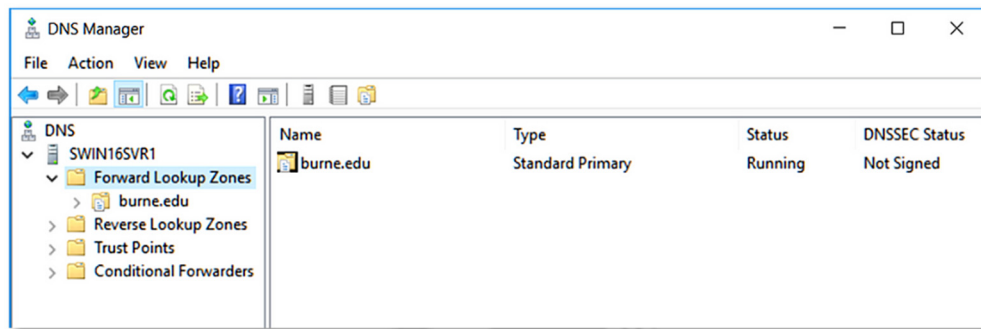 DNS Manager
File Action View Help
DNS
SWIN16SVR1
Forward Lookup Zones
burne.edu
Reverse Lookup Zones
Trust Points
Conditional Forwarders
Name Type Status DNSSEC Status
burne.edu Standard Primary Running Not Signed